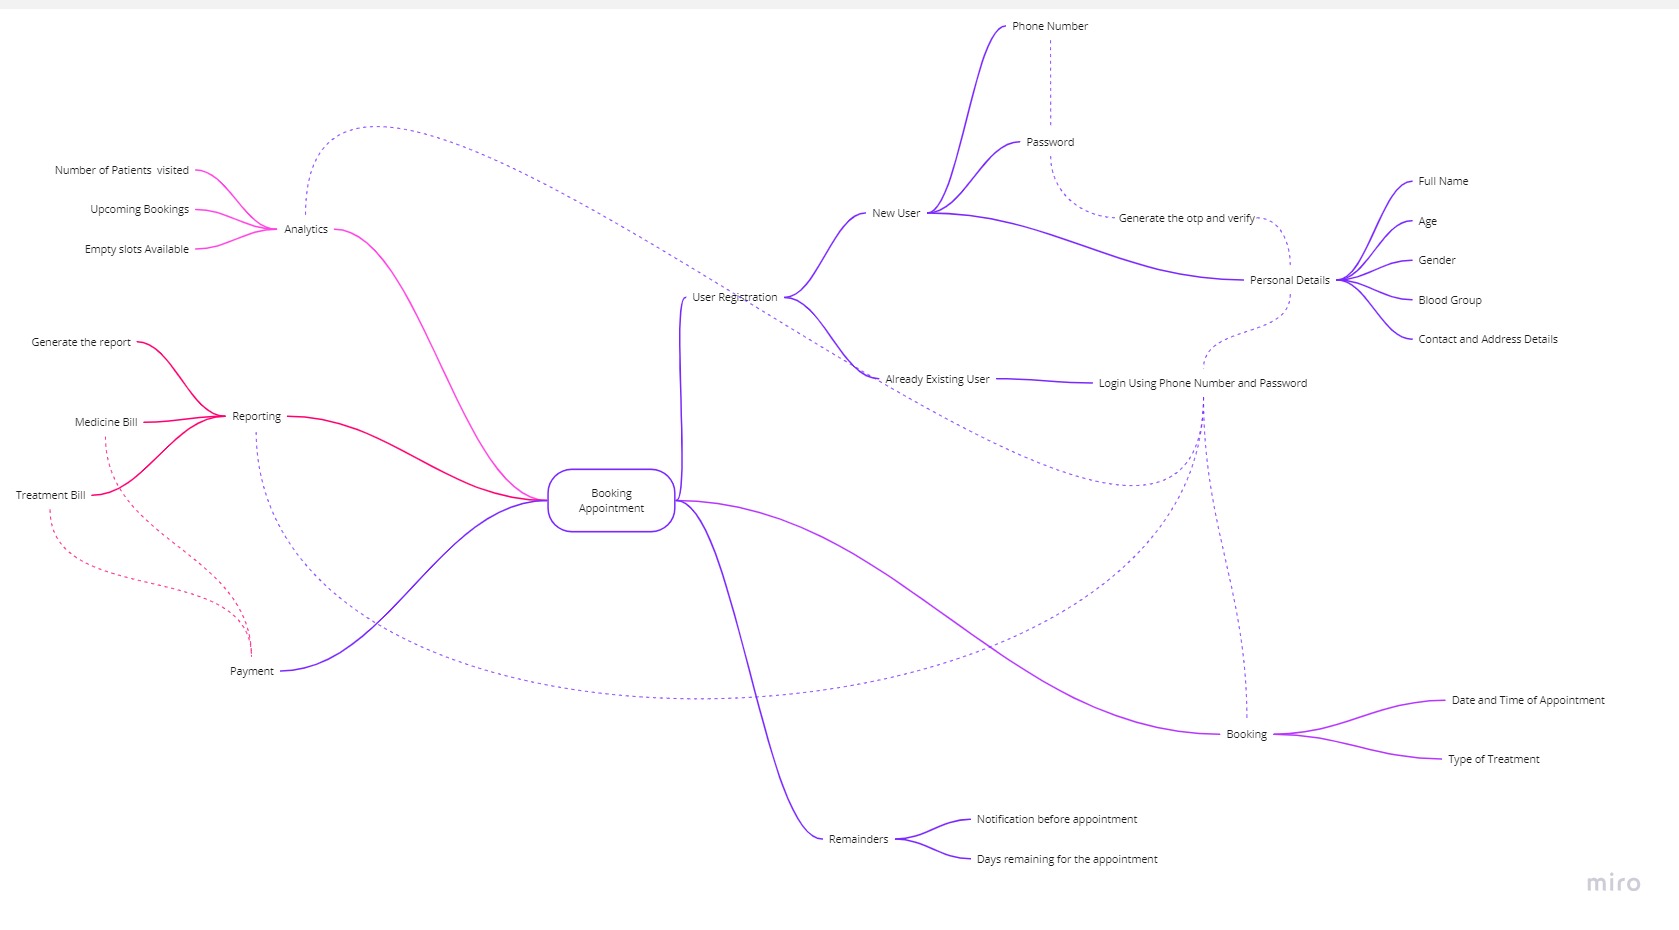 Phone Number
Password
Number of Patients visited
Upcoming Bookings
Empty slots Available
Analytics
New User
Generate the otp and verify
Full Name
Age
Gender
Blood Group
Contact and Address Details
Personal Details
User Registration
Already Existing User
Login Using Phone Number and Password
Generate the report
Medicine Bill
Treatment Bill
Reporting
Booking
Appointment
Payment
Booking
Date and Time of Appointment
Type of Treatment
Remainders
Notification before appointment
Days remaining for the appointment
miro